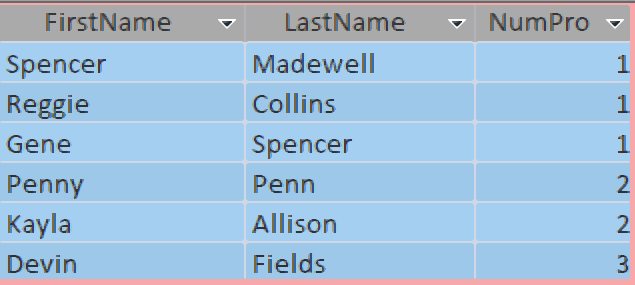 FirstName LastName NumPro
Spencer Madewell 1
Reggie Collins 1
Gene Spencer 1
Penny Penn 2
Kayla Allison 2
Devin Fields 3